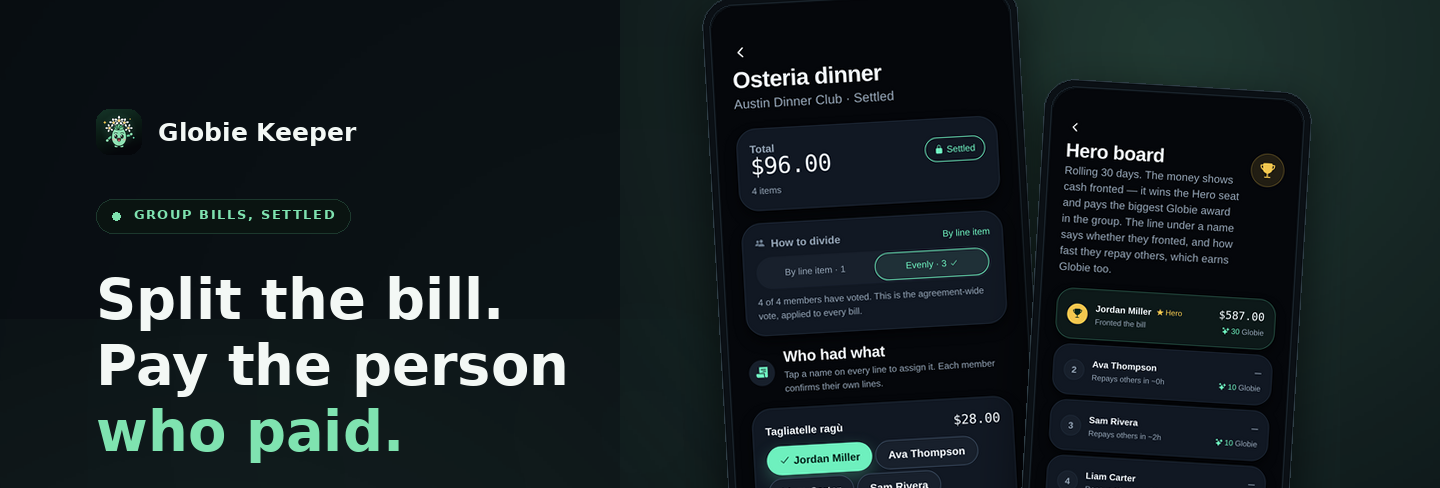 Globie Keeper
GROUP BILLS, SETTLED
Split the bill.
Pay the person
who paid.
Osteria dinner
Austin Dinner Club · Settled
Total
$96.00
4 items
Settled
How to divide
By line item
By line item · 1
Evenly · 3 ✓
4 of 4 members have voted. This is the agreement-wide
vote, applied to every bill.
Who had what
Tap a name on every line to assign it. Each member
confirms their own lines.
Tagliatelle ragù
$28.00
✓ Jordan Miller
Ava Thompson
Sam Rivera
Hero board
Rolling 30 days. The money shows
cash fronted — it wins the Hero seat
and pays the biggest Globie award
in the group. The line under a name
says whether they fronted, and how
fast they repay others, which earns
Globie too.
Jordan Miller ★ Hero
$587.00
Fronted the bill
30 Globie
2
Ava Thompson
–
Repays others in ~0h
10 Globie
3
Sam Rivera
–
Repays others in ~2h
10 Globie
4
Liam Carter
–